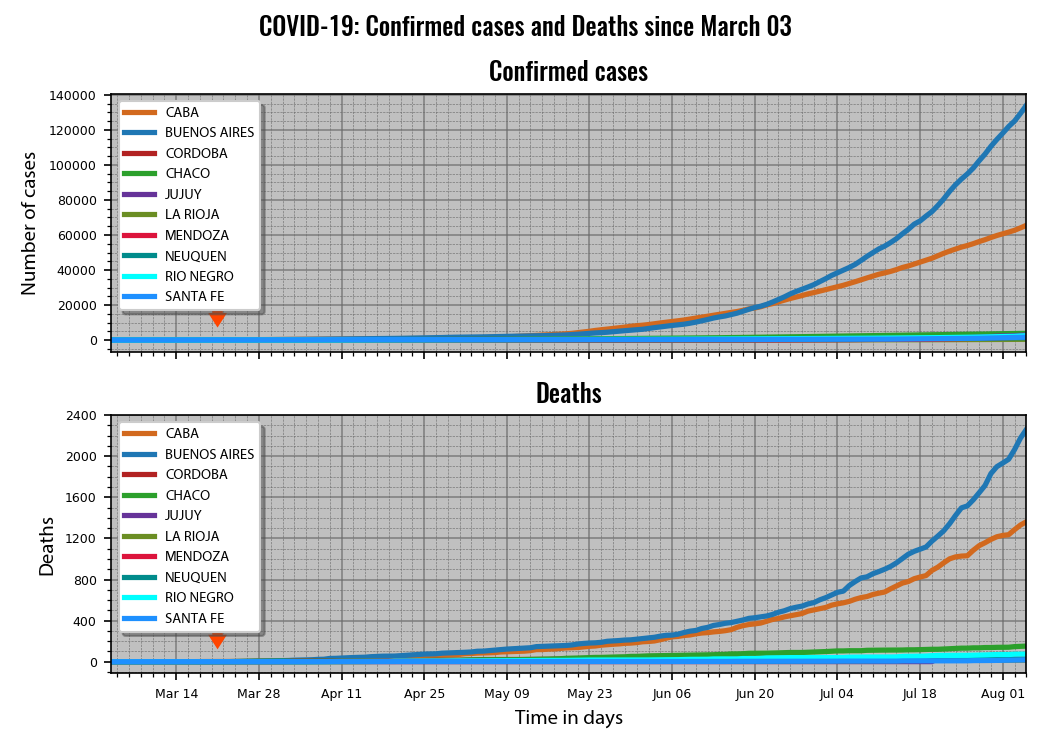 COVID-19: Confirmed cases and Deaths since March 03
Confirmed cases
140000
120000
100000
80000
60000
40000
20000
0
Number of cases
CABA
BUENOS AIRES
CORDOBA
CHACO
JUJUY
LA RIOJA
MENDOZA
NEUQUEN
RIO NEGRO
SANTA FE
Deaths
2400
2000
1600
1200
800
400
0
Deaths
CABA
BUENOS AIRES
CORDOBA
CHACO
JUJUY
LA RIOJA
MENDOZA
NEUQUEN
RIO NEGRO
SANTA FE
Mar 14 Mar 28 Apr 11 Apr 25 May 09 May 23 Jun 06 Jun 20 Jul 04 Jul 18 Aug 01
Time in days